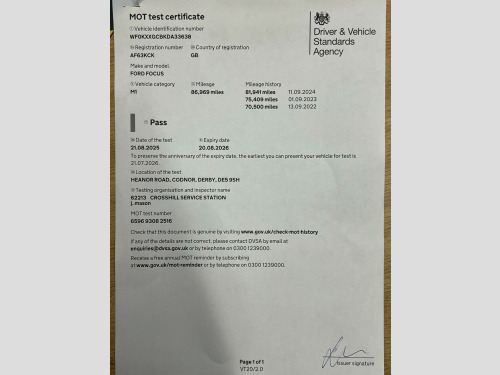 MOT test certificate
Driver & Vehicle
Standards
Agency
Vehicle identification number
WF0KXXGCBKDA33638
Registration number
Country of registration
AF63KCK
GB
Make and model
FORD FOCUS
Vehicle category
Mileage
Mileage history
M1
86,969 miles
81,941 miles 11.09.2024
75,409 miles 01.09.2023
70,500 miles 13.09.2022
Pass
Date of the test
Expiry date
21.08.2025
20.08.2026
To preserve the anniversary of the expiry date, the earliest you can present your vehicle for test is
21.07.2026.
Location of the test
HEANOR ROAD, CODNOR, DERBY, DE5 9SH
Testing organisation and inspector name
62213 CROSSHILL SERVICE STATION
j.mason
MOT test number
6596 9308 2516
Check that this document is genuine by visiting www.gov.uk/check-mot-history
If any of the details are not correct, please contact DVSA by email at
enquiries@dvsa.gov.uk or by telephone on 0300 1239000.
Receive a free annual MOT reminder by subscribing
at www.gov.uk/mot-reminder or by telephone on 0300 1239000.
Issuer signature
Page 1 of 1
VT20/2.0